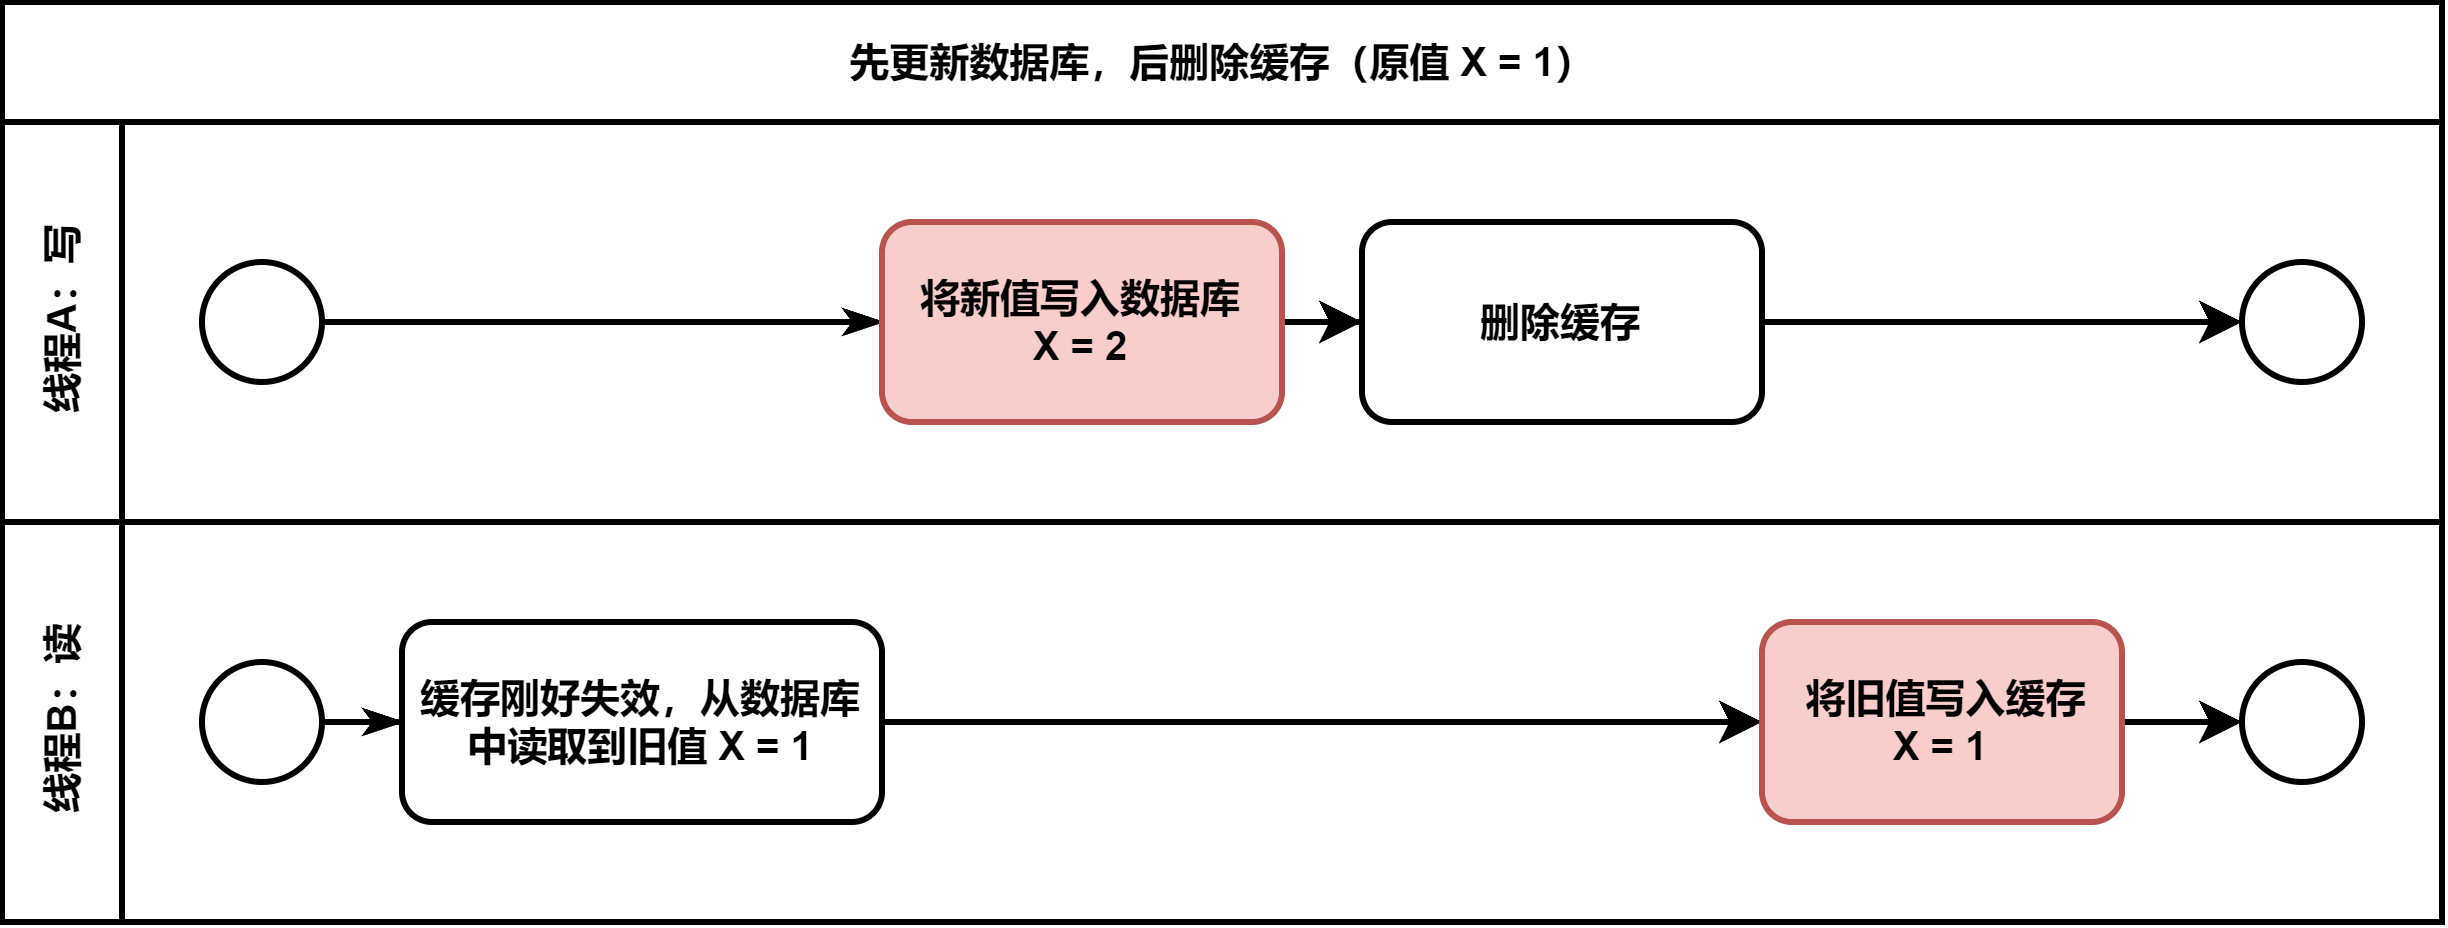 先更新数据库，后删除缓存（原值 X = 1）
线程A：写
将新值写入数据库
X = 2
删除缓存
线程B：读
缓存刚好失效，从数据库
中读取到旧值 X = 1
将旧值写入缓存
X = 1